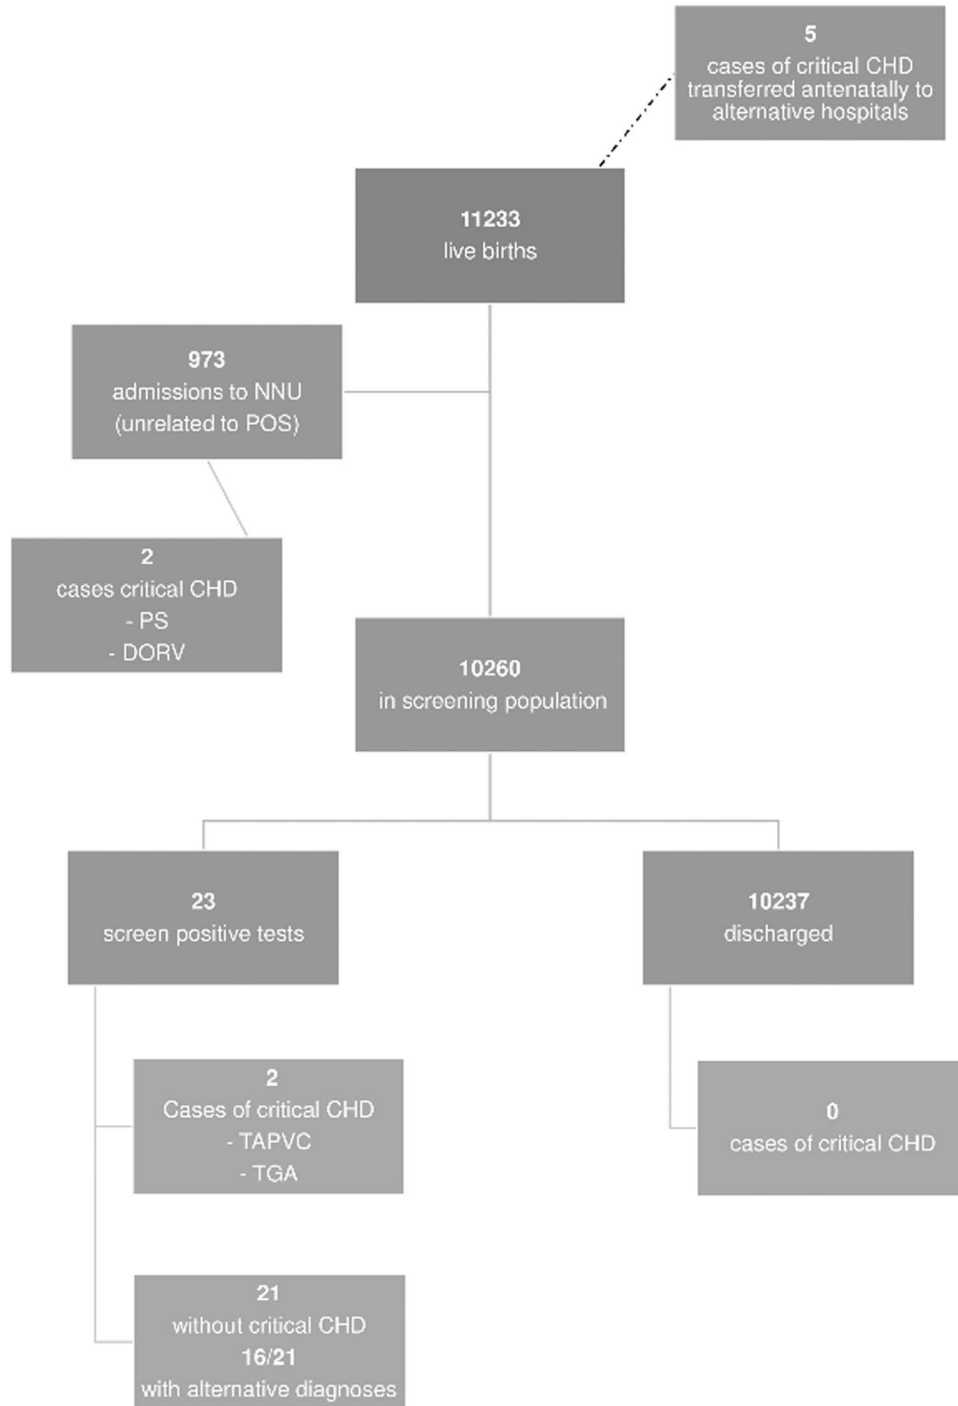 5
cases of critical CHD
transferred antenatally to
alternative hospitals
11233
live births
973
admissions to NNU
(unrelated to POS)
2
cases critical CHD
- PS
- DORV
10260
in screening population
23
screen positive tests
10237
discharged
2
Cases of critical CHD
- TAPVC
- TGA
0
cases of critical CHD
21
without critical CHD
16/21
with alternative diagnoses